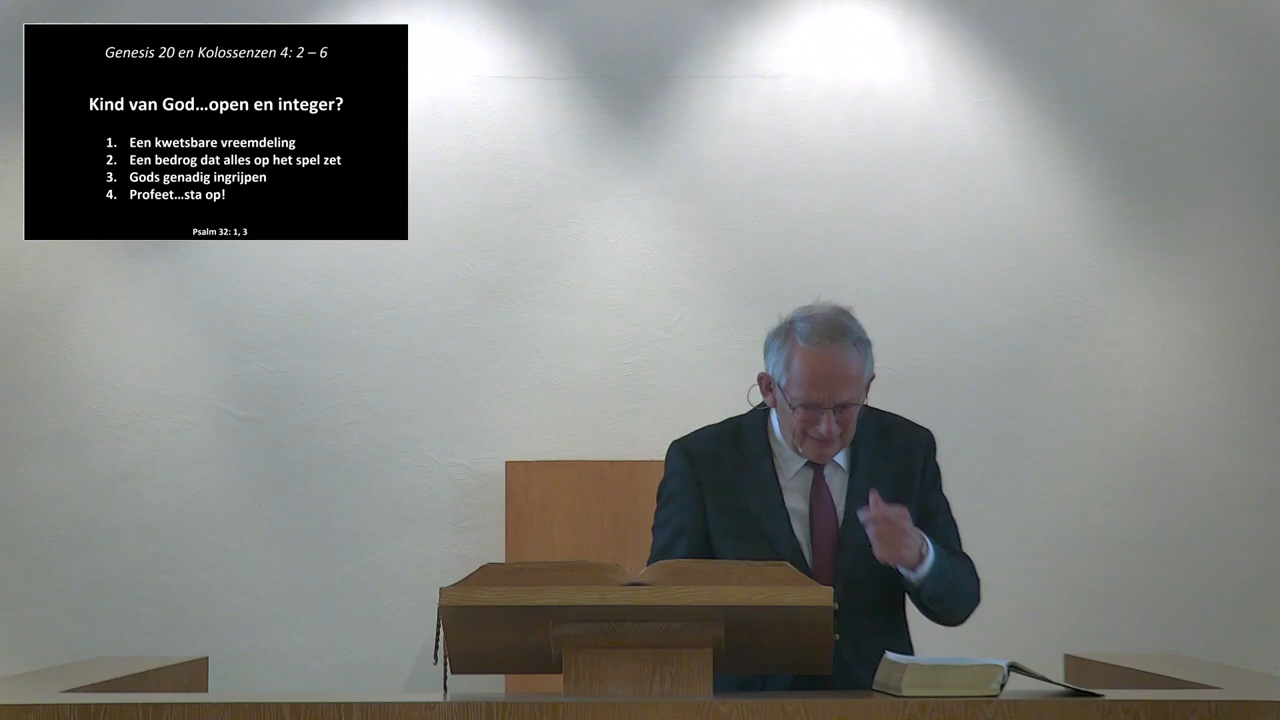 Genesis 20 en Kolossenzen 4: 2 – 6
Kind van God...open en integer?
1. Een kwetsbare vreemdeling
2. Een bedrog dat alles op het spel zet
3. Gods genadig ingrijpen
4. Profeet...sta op!
Psalm 32: 1, 3